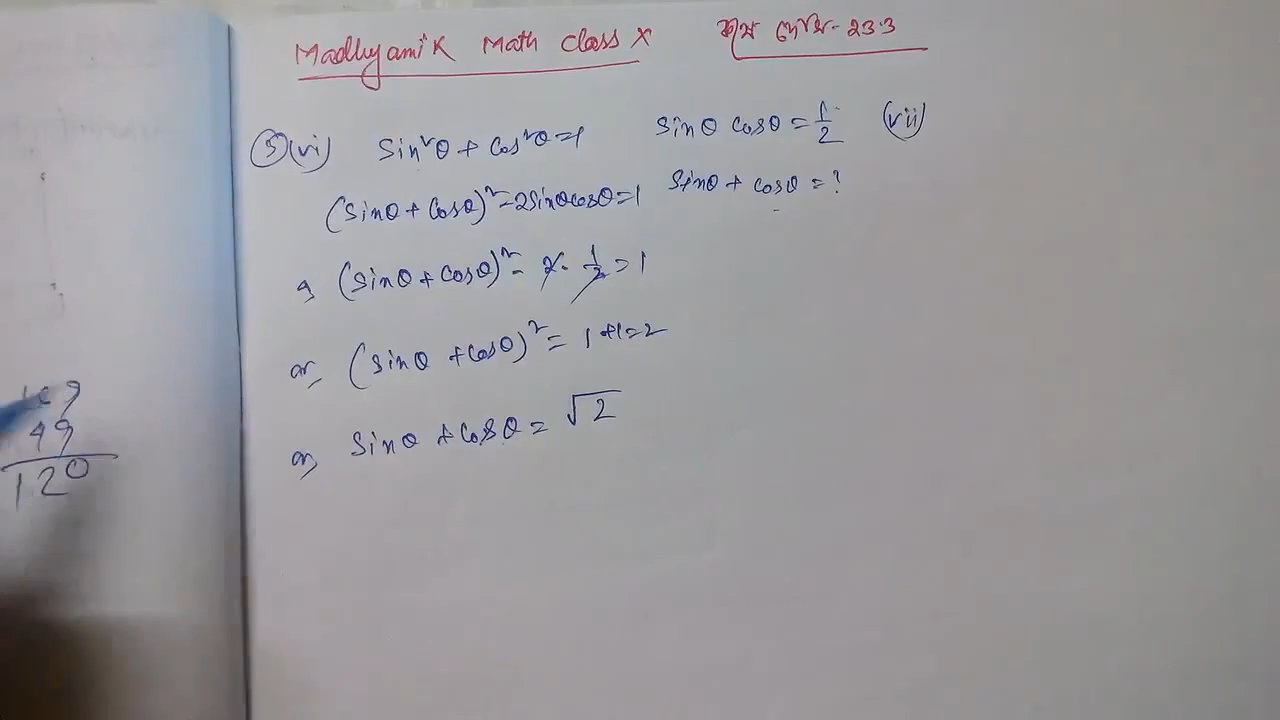 Madhyamik Math Class X কষে দেখি - 23.3
5 (vi) Sin²θ + Cos²θ = 1 sinθ cosθ = 1/2 (vii)
(Sinθ + Cosθ)² - 2Sinθcosθ = 1 Sinθ + cosθ = ?
(Sinθ + Cosθ)² - 2 · 1/2 = 1
or, (Sinθ + Cosθ)² = 1+1=2
or, Sinθ + Cosθ = √2
49
120